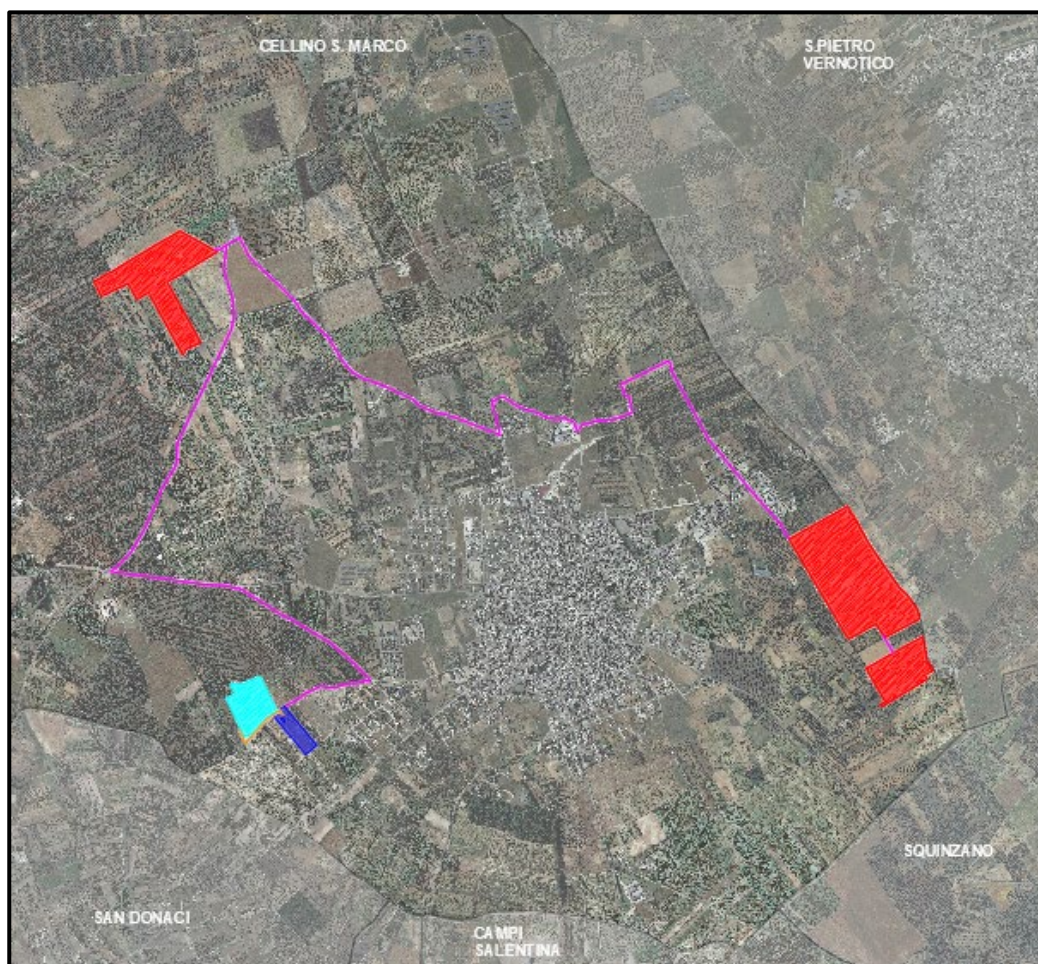 CELLINO S. MARCO
S.PIETRO
VERNOTICO
SQUINZANO
SAN DONACI
CAMPI
SALENTINA